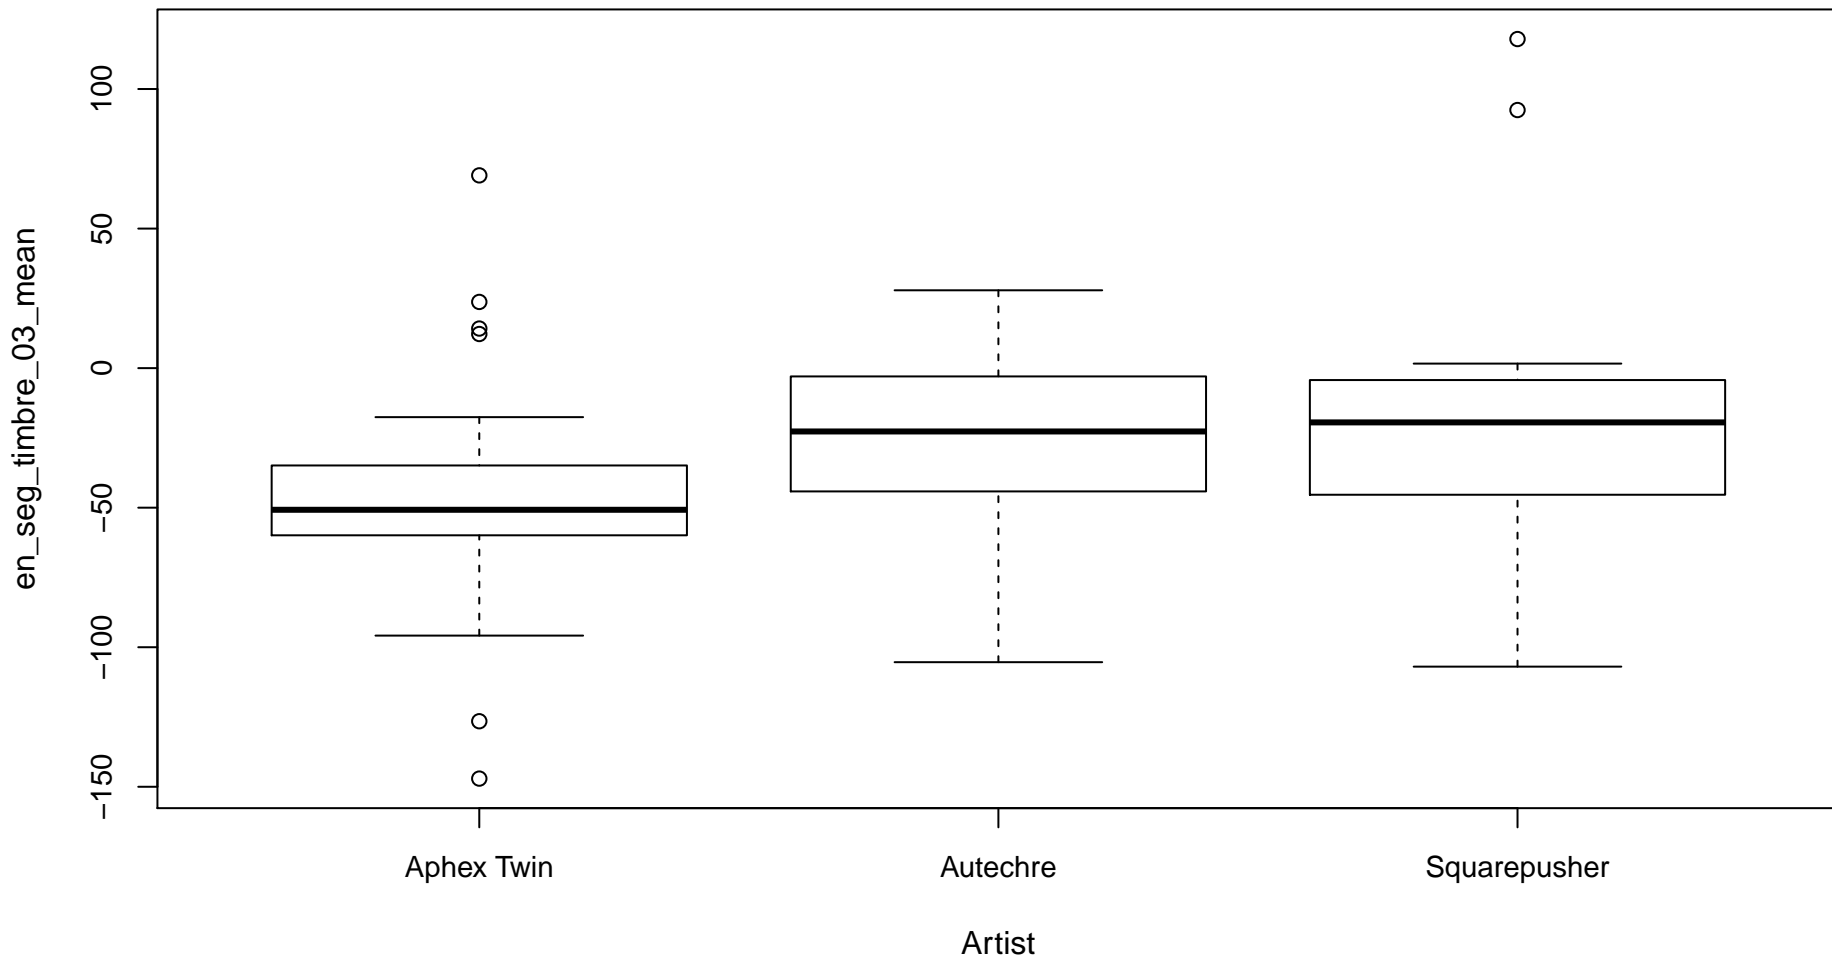 en_seg_timbre_03_mean
100
50
0
−50
−100
−150
Aphex Twin
Autechre
Squarepusher
Artist